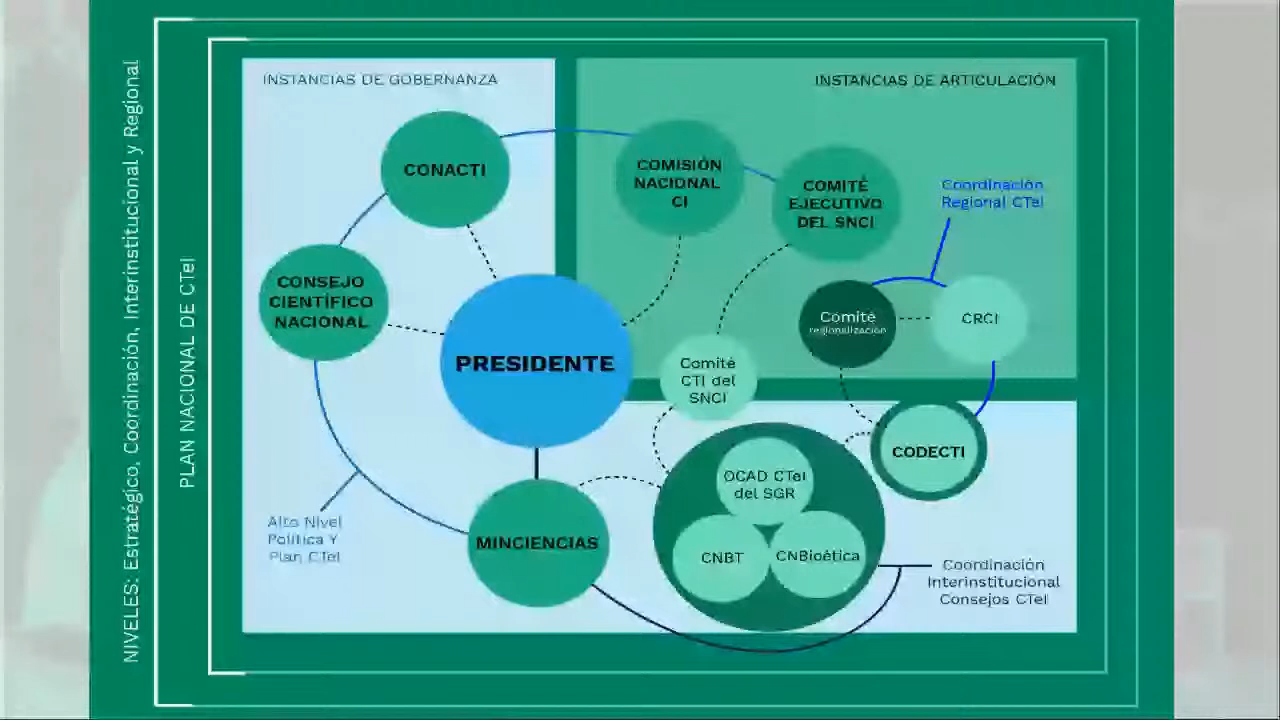 NIVELES: Estratégico, Coordinación, Interinstitucional y Regional
PLAN NACIONAL DE CTeI
INSTANCIAS DE GOBERNANZA
INSTANCIAS DE ARTICULACIÓN
CONACTI
COMISIÓN
NACIONAL
CI
COMITÉ
EJECUTIVO
DEL SNCI
Coordinación
Regional CTeI
CONSEJO
CIENTÍFICO
NACIONAL
PRESIDENTE
Comité
regionalización
CRCI
Comité
CTI del
SNCI
CODECTI
OCAD CTeI
del SGR
CNBT
CNBioética
MINCIENCIAS
Alto Nivel
Política Y
Plan CTeI
Coordinación
Interinstitucional
Consejos CTeI